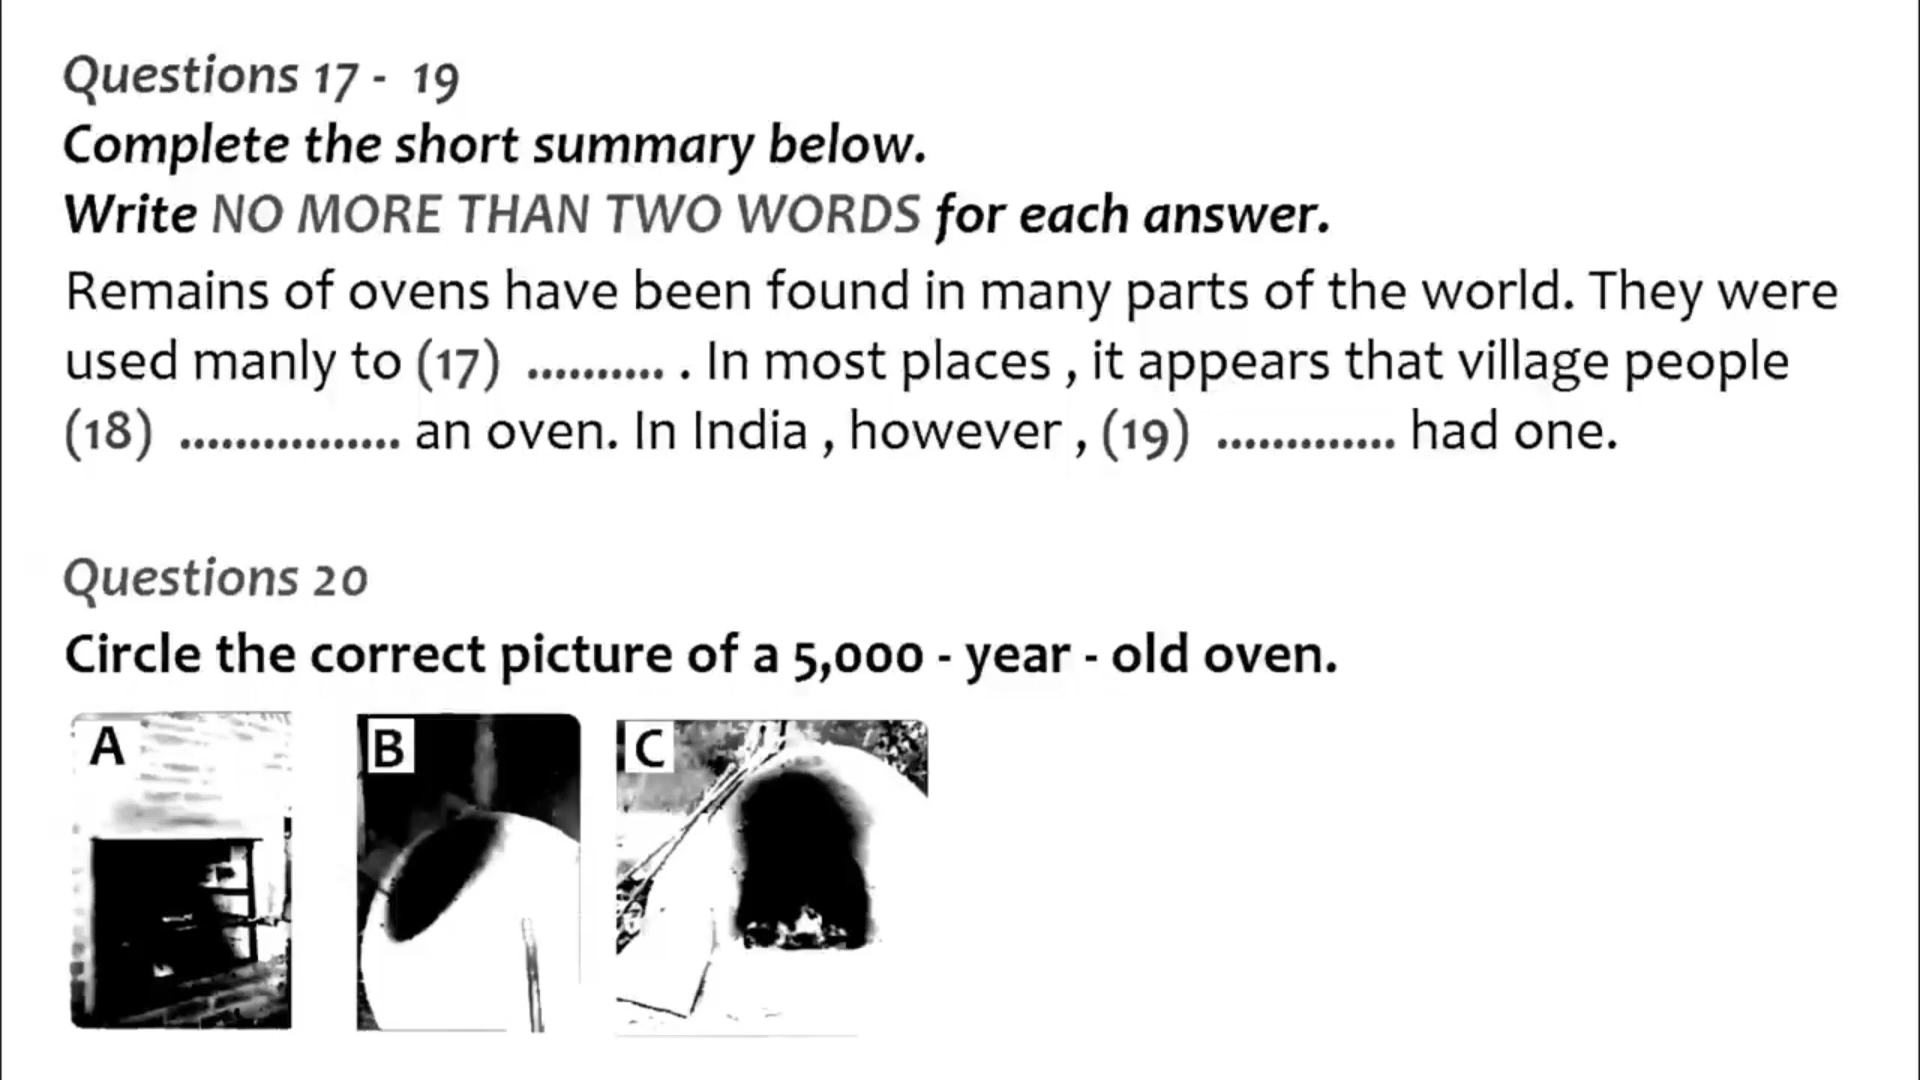 Questions 17 -  19
Complete the short summary below.
Write NO MORE THAN TWO WORDS for each answer.
Remains of ovens have been found in many parts of the world. They were
used manly to (17) .......... . In most places , it appears that village people
(18) ................ an oven. In India , however , (19) ............. had one.
Questions 20
Circle the correct picture of a 5,000 - year - old oven.
A
B
C